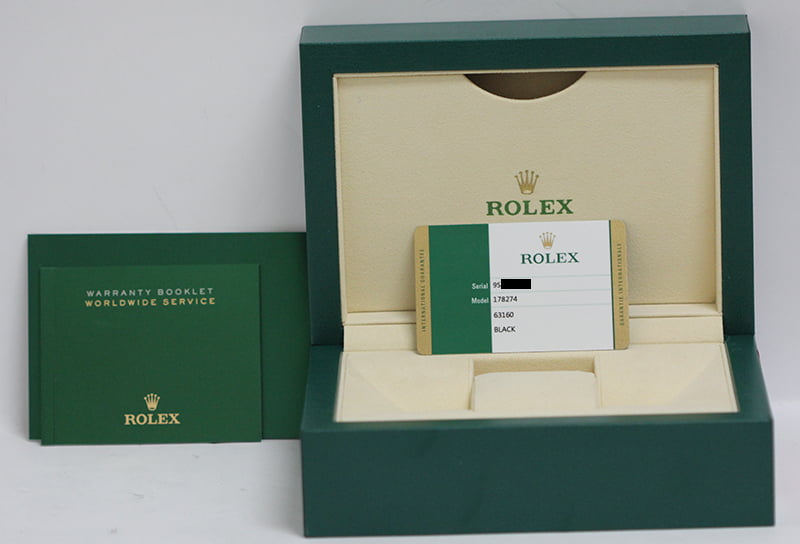 ROLEX
ROLEX
Serial 95
Model 178274
63160
BLACK
INTERNATIONAL GUARANTEE
GARANTIE INTERNATIONALE
WARRANTY BOOKLET
WORLDWIDE SERVICE
ROLEX